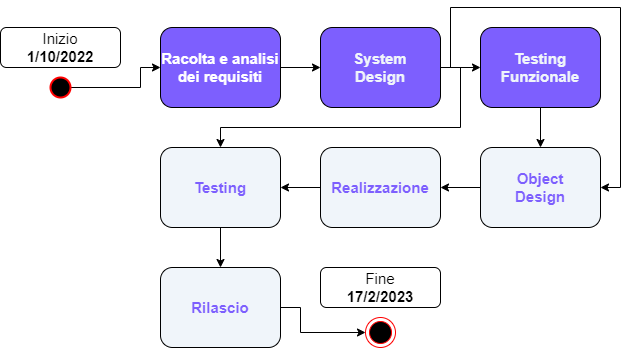 Inizio
1/10/2022
Racolta e analisi
dei requisiti
System
Design
Testing
Funzionale
Testing
Realizzazione
Object
Design
Rilascio
Fine
17/2/2023